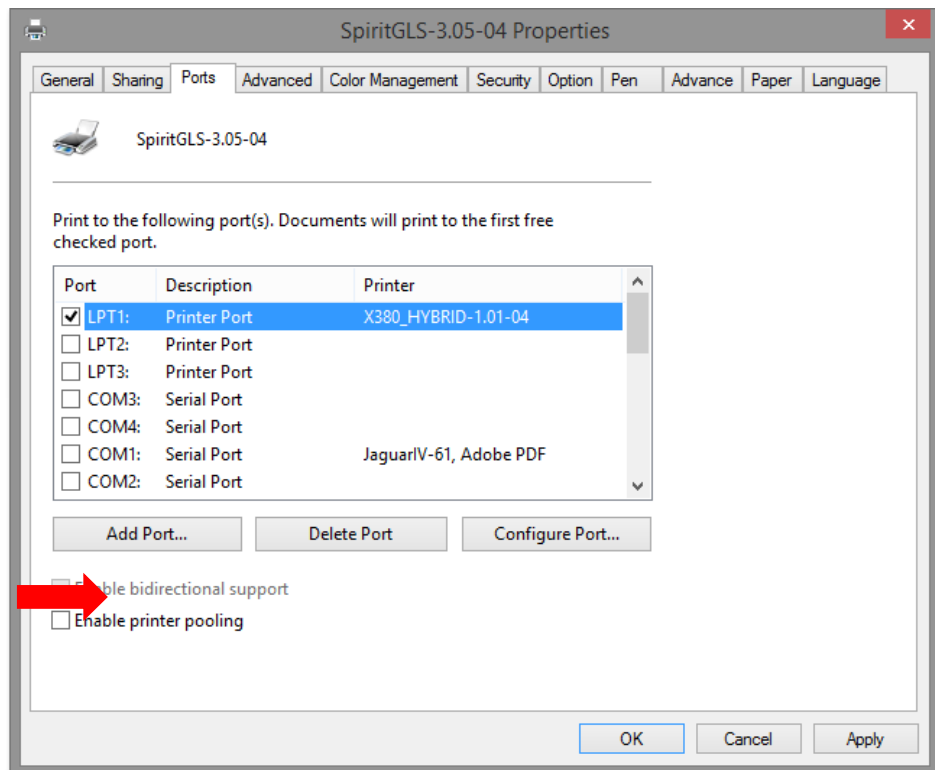 SpiritGLS-3.05-04 Properties
General Sharing Ports Advanced Color Management Security Option Pen Advance Paper Language
SpiritGLS-3.05-04
Print to the following port(s). Documents will print to the first free
checked port.
Port Description Printer
LPT1: Printer Port X380_HYBRID-1.01-04
LPT2: Printer Port
LPT3: Printer Port
COM3: Serial Port
COM4: Serial Port
COM1: Serial Port JaguarIV-61, Adobe PDF
COM2: Serial Port
Add Port... Delete Port Configure Port...
Enable bidirectional support
Enable printer pooling
OK Cancel Apply